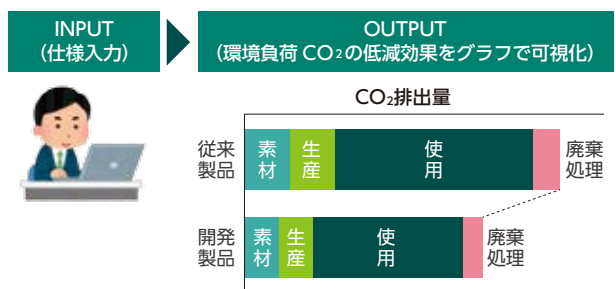 INPUT
（仕様入力）
OUTPUT
（環境負荷 CO₂の低減効果をグラフで可視化）
CO₂排出量
従来
製品
素
材
生
産
使
用
廃棄
処理
開発
製品
素
材
生
産
使
用
廃棄
処理